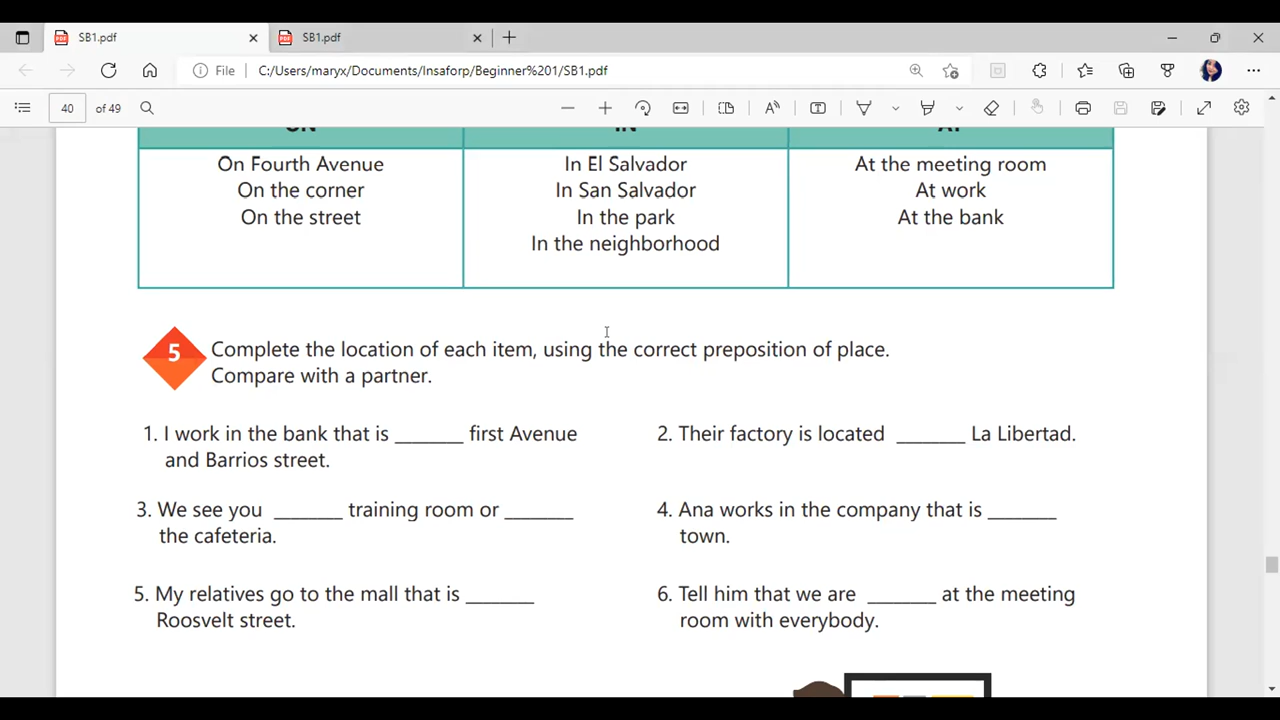 SB1.pdf
SB1.pdf
File C:/Users/maryx/Documents/Insaforp/Beginner%201/SB1.pdf
40 of 49
ON IN AT
On Fourth Avenue In El Salvador At the meeting room
On the corner In San Salvador At work
On the street In the park At the bank
In the neighborhood
5 Complete the location of each item, using the correct preposition of place.
Compare with a partner.
1. I work in the bank that is _______ first Avenue
and Barrios street.
2. Their factory is located _______ La Libertad.
3. We see you _______ training room or _______
the cafeteria.
4. Ana works in the company that is _______
town.
5. My relatives go to the mall that is _______
Roosvelt street.
6. Tell him that we are _______ at the meeting
room with everybody.